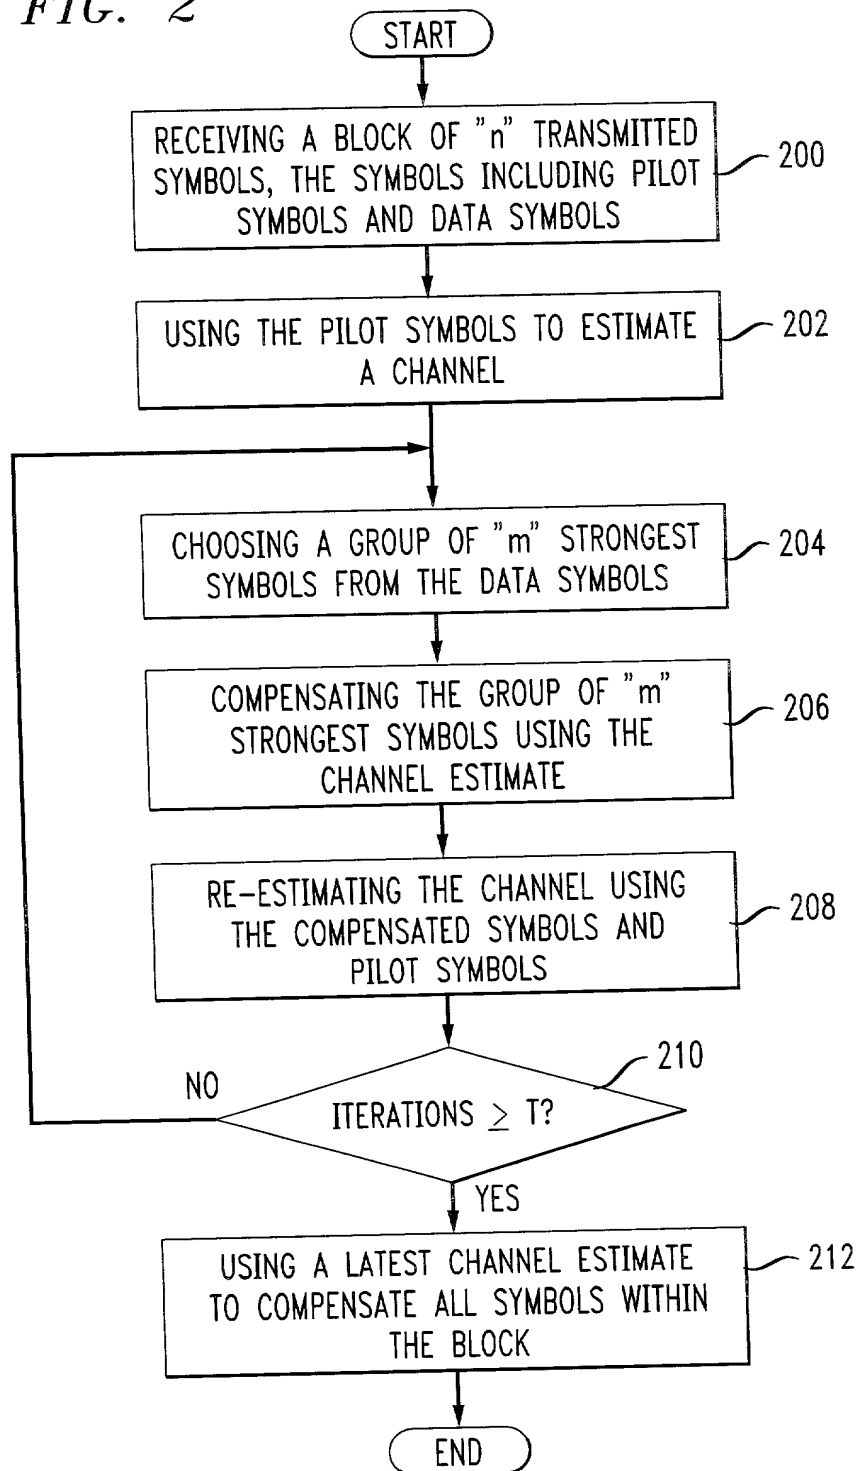 FIG. 2
START
RECEIVING A BLOCK OF "n" TRANSMITTED
SYMBOLS, THE SYMBOLS INCLUDING PILOT
SYMBOLS AND DATA SYMBOLS
200
USING THE PILOT SYMBOLS TO ESTIMATE
A CHANNEL
202
CHOOSING A GROUP OF "m" STRONGEST
SYMBOLS FROM THE DATA SYMBOLS
204
COMPENSATING THE GROUP OF "m"
STRONGEST SYMBOLS USING THE
CHANNEL ESTIMATE
206
RE-ESTIMATING THE CHANNEL USING
THE COMPENSATED SYMBOLS AND
PILOT SYMBOLS
208
210
NO
ITERATIONS ≥ T?
YES
USING A LATEST CHANNEL ESTIMATE
TO COMPENSATE ALL SYMBOLS WITHIN
THE BLOCK
212
END